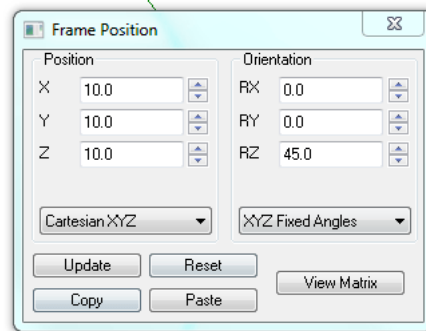 Frame Position
Position
Orientation
X 10.0
RX 0.0
Y 10.0
RY 0.0
Z 10.0
RZ 45.0
Cartesian XYZ
XYZ Fixed Angles
Update
Reset
View Matrix
Copy
Paste